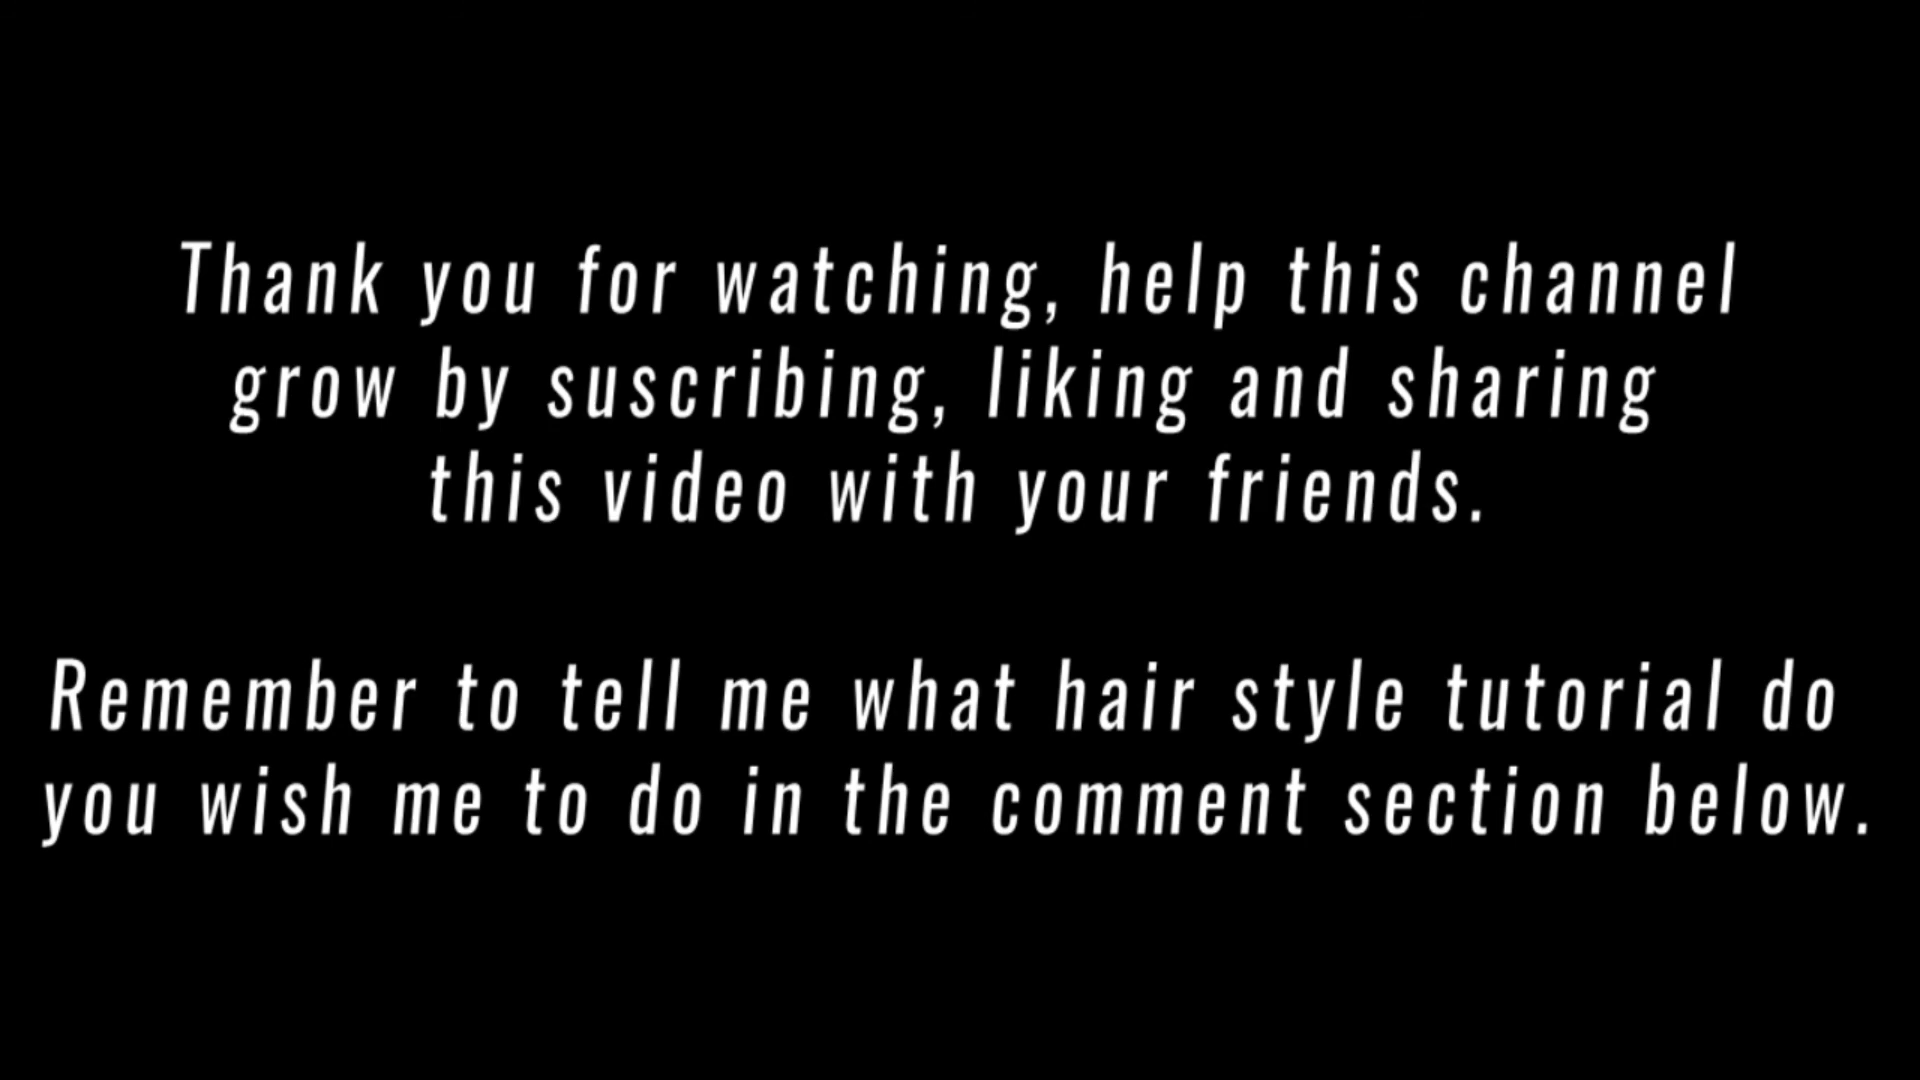 Thank you for watching, help this channel
grow by suscribing, liking and sharing
this video with your friends.
Remember to tell me what hair style tutorial do
you wish me to do in the comment section below.